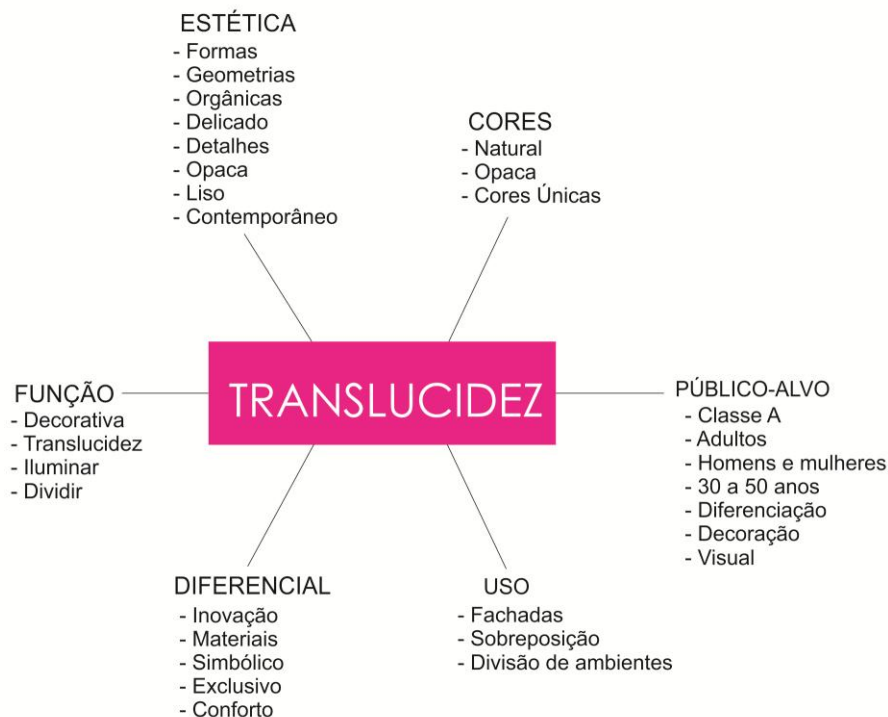 ESTÉTICA
- Formas
- Geometrias
- Orgânicas
- Delicado
- Detalhes
- Opaca
- Liso
- Contemporâneo
CORES
- Natural
- Opaca
- Cores Únicas
TRANSLUCIDEZ
FUNÇÃO
- Decorativa
- Translucidez
- Iluminar
- Dividir
PÚBLICO-ALVO
- Classe A
- Adultos
- Homens e mulheres
- 30 a 50 anos
- Diferenciação
- Decoração
- Visual
DIFERENCIAL
- Inovação
- Materiais
- Simbólico
- Exclusivo
- Conforto
USO
- Fachadas
- Sobreposição
- Divisão de ambientes